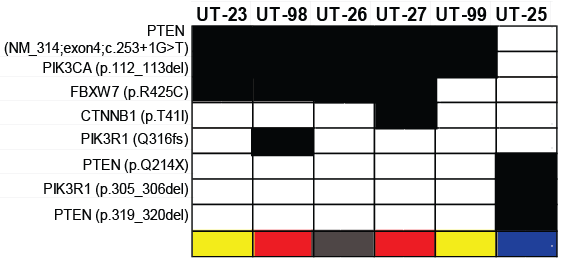 UT-23 UT-98 UT-26 UT-27 UT-99 UT-25
PTEN
(NM_314;exon4;c.253+1G>T)
PIK3CA (p.112_113del)
FBXW7 (p.R425C)
CTNNB1 (p.T41I)
PIK3R1 (Q316fs)
PTEN (p.Q214X)
PIK3R1 (p.305_306del)
PTEN (p.319_320del)